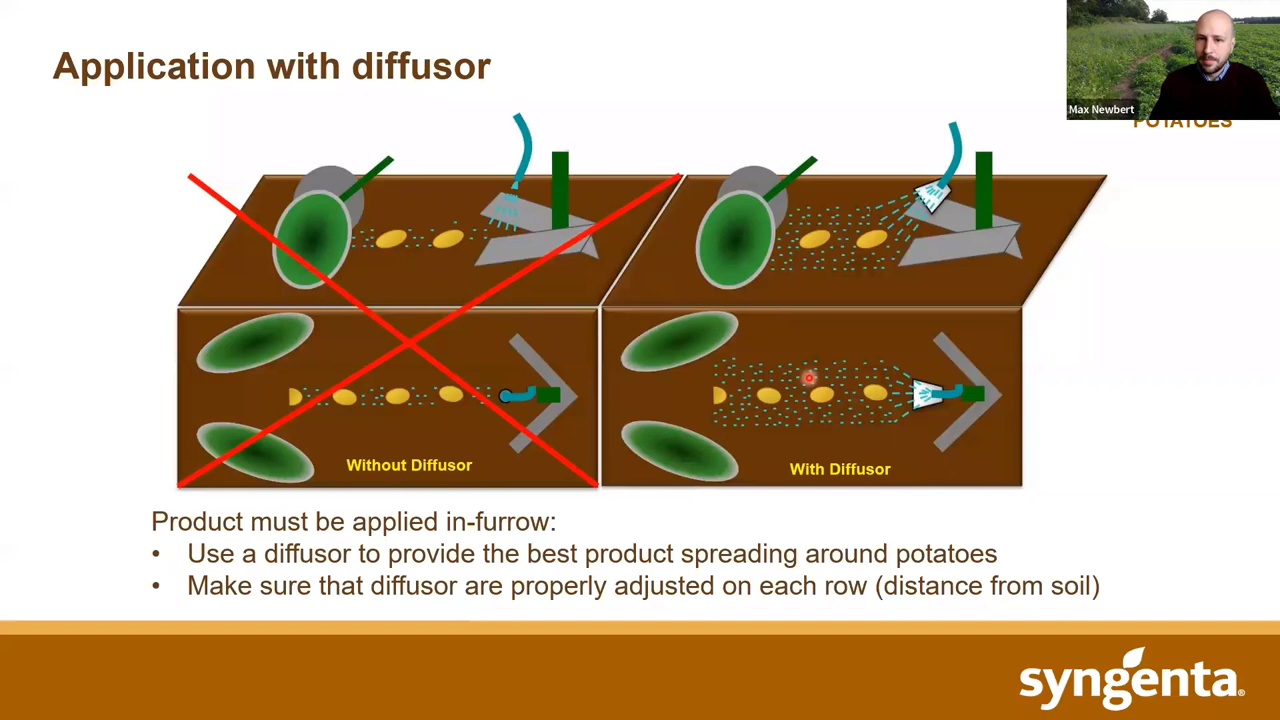 Application with diffusor
Max Newbert
POTATOES
Without Diffusor
With Diffusor
Product must be applied in-furrow:
• Use a diffusor to provide the best product spreading around potatoes
• Make sure that diffusor are properly adjusted on each row (distance from soil)
syngenta®